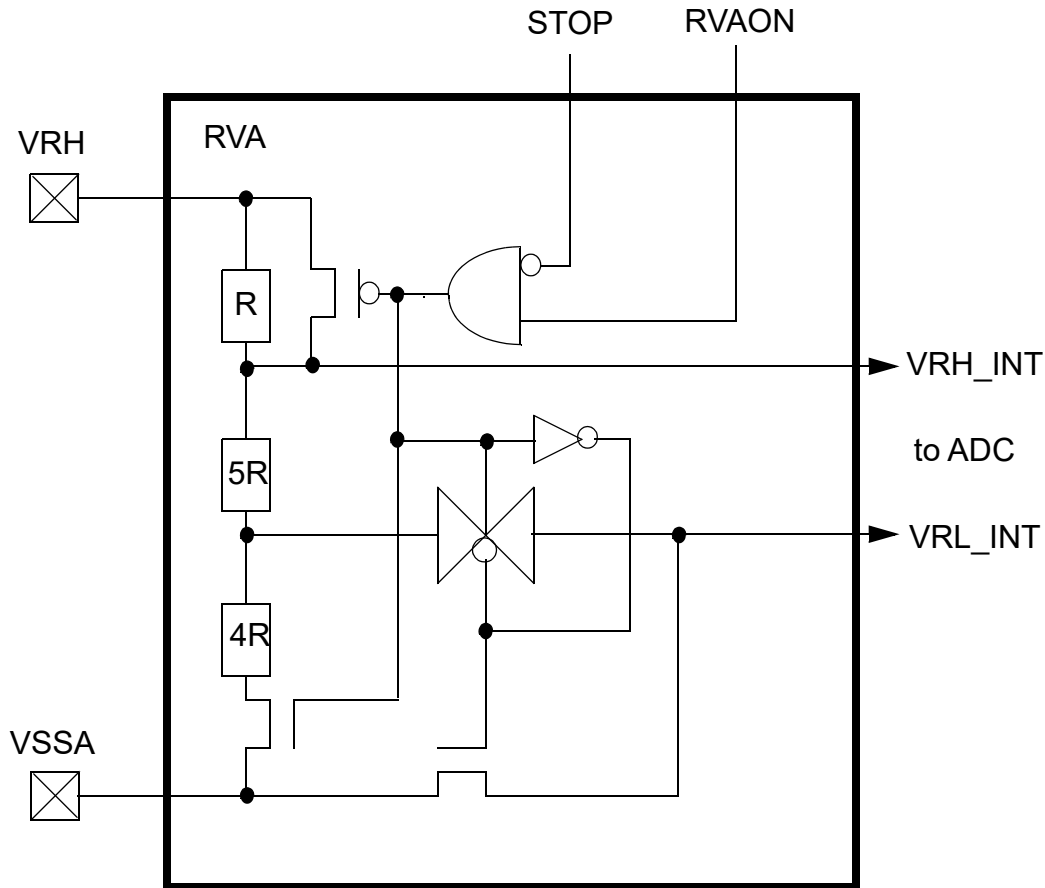 STOP
RVAON
VRH
RVA
R
VRH_INT
5R
to ADC
VRL_INT
4R
VSSA